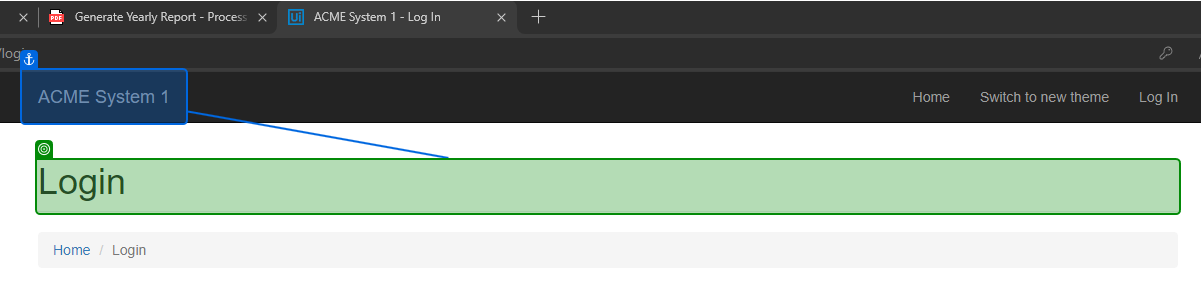 Generate Yearly Report - Process
ACME System 1 - Log In
ACME System 1
Home
Switch to new theme
Log In
Login
Home / Login